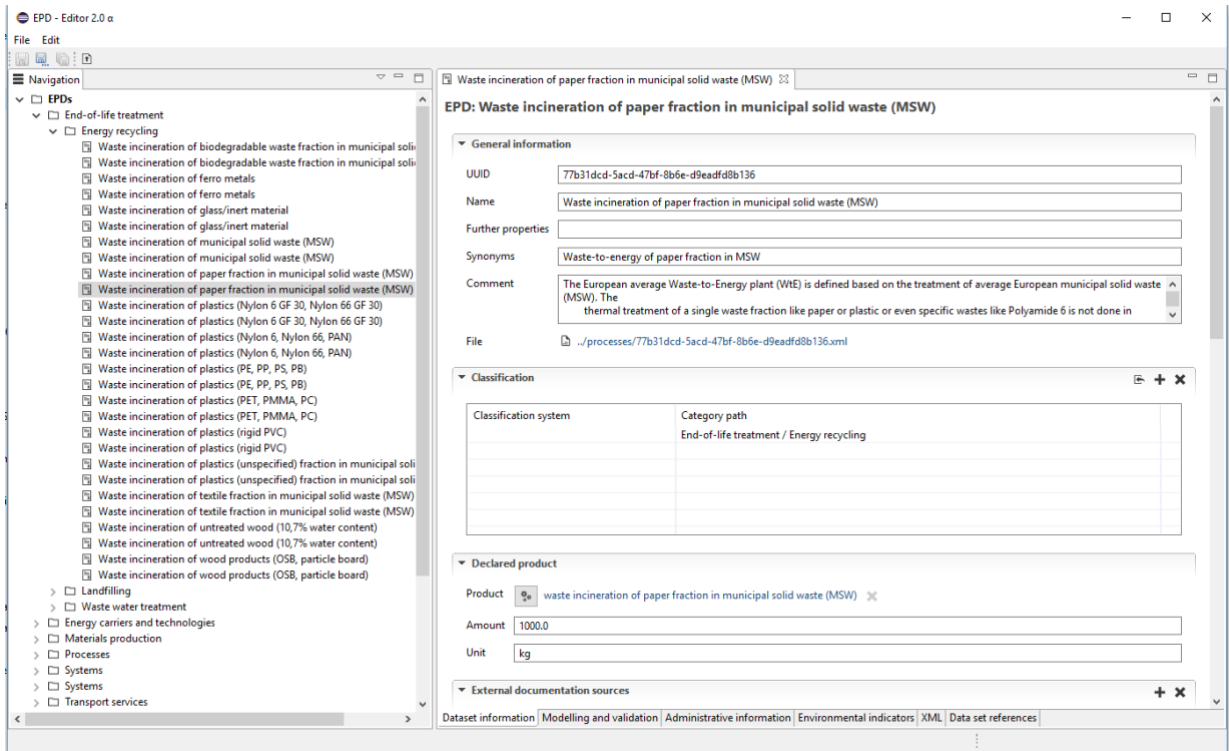 EPD - Editor 2.0 α
File Edit
Navigation
EPDs
End-of-life treatment
Energy recycling
Waste incineration of biodegradable waste fraction in municipal soli
Waste incineration of biodegradable waste fraction in municipal soli
Waste incineration of ferro metals
Waste incineration of ferro metals
Waste incineration of glass/inert material
Waste incineration of glass/inert material
Waste incineration of municipal solid waste (MSW)
Waste incineration of municipal solid waste (MSW)
Waste incineration of paper fraction in municipal solid waste (MSW)
Waste incineration of paper fraction in municipal solid waste (MSW)
Waste incineration of plastics (Nylon 6 GF 30, Nylon 66 GF 30)
Waste incineration of plastics (Nylon 6 GF 30, Nylon 66 GF 30)
Waste incineration of plastics (Nylon 6, Nylon 66, PAN)
Waste incineration of plastics (Nylon 6, Nylon 66, PAN)
Waste incineration of plastics (PE, PP, PS, PB)
Waste incineration of plastics (PE, PP, PS, PB)
Waste incineration of plastics (PET, PMMA, PC)
Waste incineration of plastics (PET, PMMA, PC)
Waste incineration of plastics (rigid PVC)
Waste incineration of plastics (rigid PVC)
Waste incineration of plastics (unspecified) fraction in municipal soli
Waste incineration of plastics (unspecified) fraction in municipal soli
Waste incineration of textile fraction in municipal solid waste (MSW)
Waste incineration of textile fraction in municipal solid waste (MSW)
Waste incineration of untreated wood (10,7% water content)
Waste incineration of untreated wood (10,7% water content)
Waste incineration of wood products (OSB, particle board)
Waste incineration of wood products (OSB, particle board)
Landfilling
Waste water treatment
Energy carriers and technologies
Materials production
Processes
Systems
Systems
Transport services
Waste incineration of paper fraction in municipal solid waste (MSW)
EPD: Waste incineration of paper fraction in municipal solid waste (MSW)
General information
UUID 77b31dcd-5acd-47bf-8b6e-d9eadfd8b136
Name Waste incineration of paper fraction in municipal solid waste (MSW)
Further properties
Synonyms Waste-to-energy of paper fraction in MSW
Comment The European average Waste-to-Energy plant (WtE) is defined based on the treatment of average European municipal solid waste
(MSW). The
thermal treatment of a single waste fraction like paper or plastic or even specific wastes like Polyamide 6 is not done in
File ../processes/77b31dcd-5acd-47bf-8b6e-d9eadfd8b136.xml
Classification
Classification system Category path
End-of-life treatment / Energy recycling
Declared product
Product waste incineration of paper fraction in municipal solid waste (MSW)
Amount 1000.0
Unit kg
External documentation sources
Dataset information Modelling and validation Administrative information Environmental indicators XML Data set references